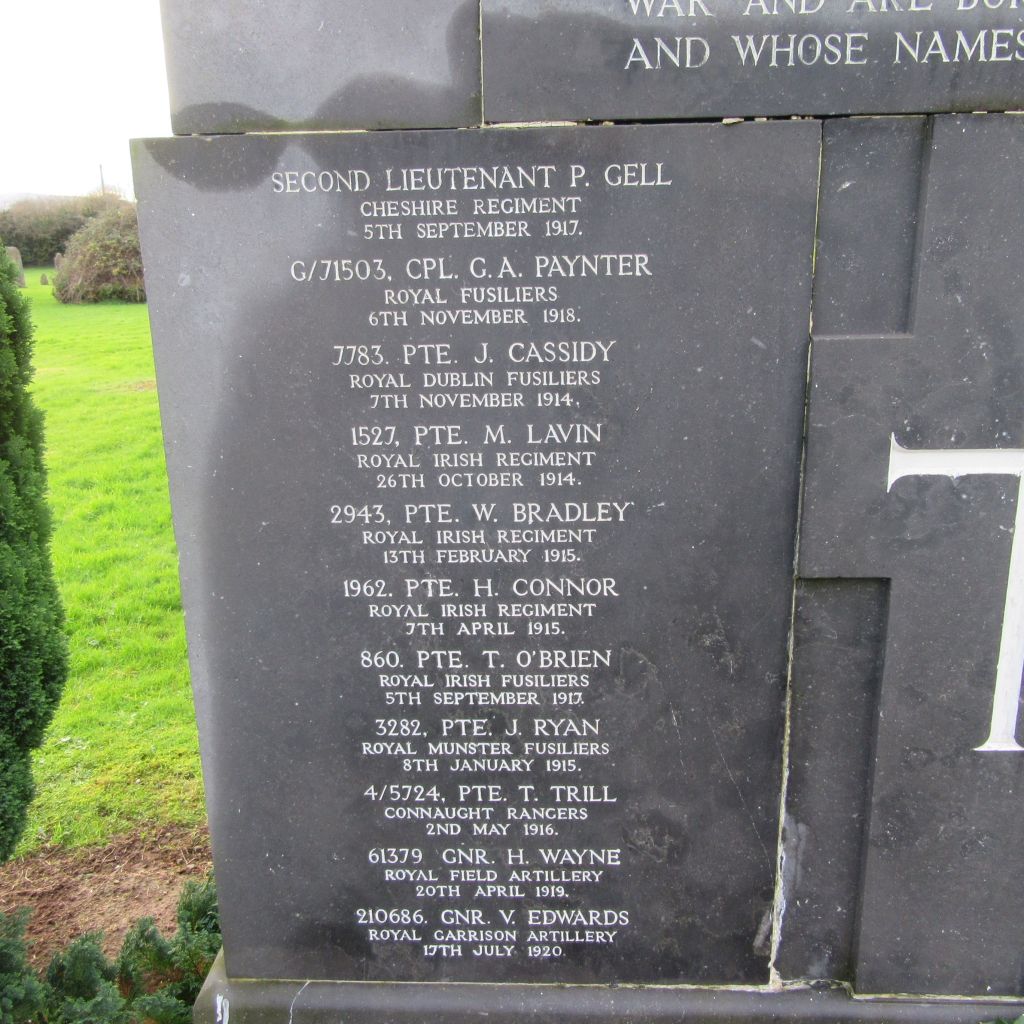 WAR AND ARE
AND WHOSE NAMES
SECOND LIEUTENANT P. GELL
CHESHIRE REGIMENT
5TH SEPTEMBER 1917.
G/71503, CPL. G. A. PAYNTER
ROYAL FUSILIERS
6TH NOVEMBER 1918.
7783. PTE. J. CASSIDY
ROYAL DUBLIN FUSILIERS
7TH NOVEMBER 1914.
1527, PTE. M. LAVIN
ROYAL IRISH REGIMENT
26TH OCTOBER 1914.
2943, PTE. W. BRADLEY
ROYAL IRISH REGIMENT
13TH FEBRUARY 1915.
1962. PTE. H. CONNOR
ROYAL IRISH REGIMENT
7TH APRIL 1915.
860. PTE. T. O'BRIEN
ROYAL IRISH FUSILIERS
5TH SEPTEMBER 1917.
3282, PTE. J. RYAN
ROYAL MUNSTER FUSILIERS
8TH JANUARY 1915.
4/5724, PTE. T. TRILL
CONNAUGHT RANGERS
2ND MAY 1916.
61379 GNR. H. WAYNE
ROYAL FIELD ARTILLERY
20TH APRIL 1919.
210686. GNR. V. EDWARDS
ROYAL GARRISON ARTILLERY
17TH JULY 1920